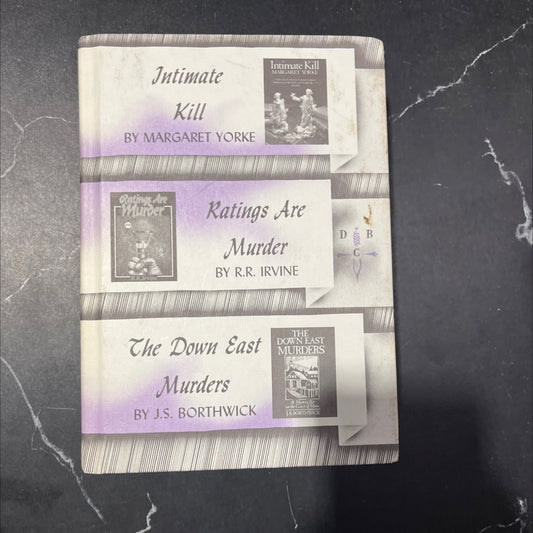 Intimate
Kill
BY MARGARET YORKE
Intimate Kill
MARGARET YORKE
Ratings Are
Murder
Ratings Are
Murder
BY R.R. IRVINE
D B
C
The Down East
Murders
BY J.S. BORTHWICK
THE
DOWN EAST
MURDERS
J.S. BORTHWICK